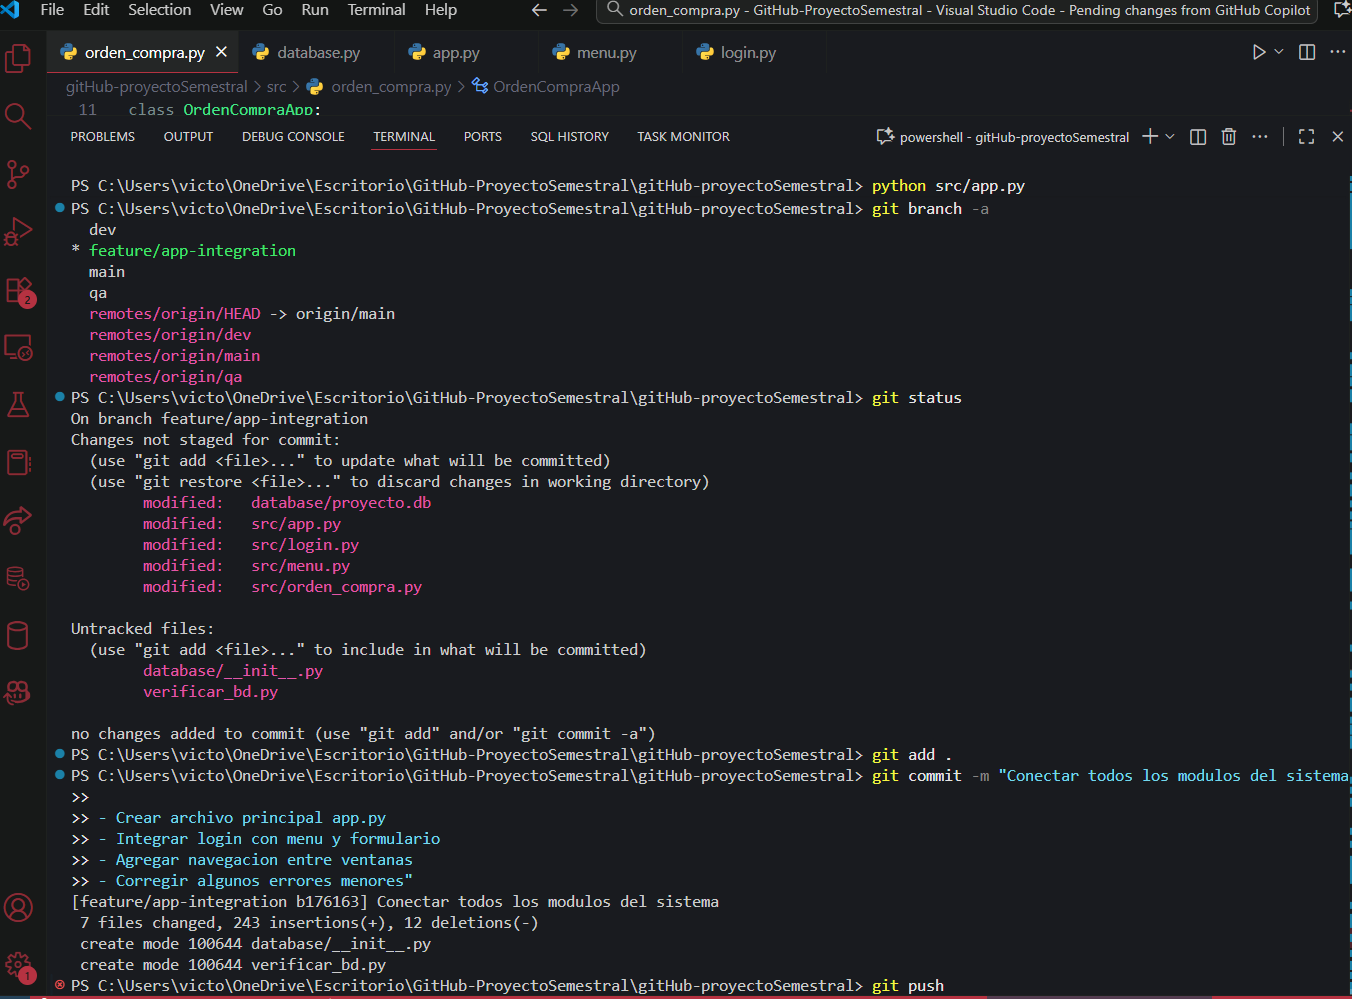 File Edit Selection View Go Run Terminal Help
orden_compra.py - GitHub-ProyectoSemestral - Visual Studio Code - Pending changes from GitHub Copilot
orden_compra.py database.py app.py menu.py login.py
gitHub-proyectoSemestral > src > orden_compra.py > OrdenCompraApp
11 class OrdenCompraApp:
PROBLEMS OUTPUT DEBUG CONSOLE TERMINAL PORTS SQL HISTORY TASK MONITOR powershell - gitHub-proyectoSemestral
PS C:\Users\victo\OneDrive\Escritorio\GitHub-ProyectoSemestral\gitHub-proyectoSemestral> python src/app.py
PS C:\Users\victo\OneDrive\Escritorio\GitHub-ProyectoSemestral\gitHub-proyectoSemestral> git branch -a
dev
* feature/app-integration
main
qa
remotes/origin/HEAD -> origin/main
remotes/origin/dev
remotes/origin/main
remotes/origin/qa
PS C:\Users\victo\OneDrive\Escritorio\GitHub-ProyectoSemestral\gitHub-proyectoSemestral> git status
On branch feature/app-integration
Changes not staged for commit:
(use "git add <file>..." to update what will be committed)
(use "git restore <file>..." to discard changes in working directory)
modified: database/proyecto.db
modified: src/app.py
modified: src/login.py
modified: src/menu.py
modified: src/orden_compra.py
Untracked files:
(use "git add <file>..." to include in what will be committed)
database/__init__.py
verificar_bd.py
no changes added to commit (use "git add" and/or "git commit -a")
PS C:\Users\victo\OneDrive\Escritorio\GitHub-ProyectoSemestral\gitHub-proyectoSemestral> git add .
PS C:\Users\victo\OneDrive\Escritorio\GitHub-ProyectoSemestral\gitHub-proyectoSemestral> git commit -m "Conectar todos los modulos del sistema
>>
>> - Crear archivo principal app.py
>> - Integrar login con menu y formulario
>> - Agregar navegacion entre ventanas
>> - Corregir algunos errores menores"
[feature/app-integration b176163] Conectar todos los modulos del sistema
7 files changed, 243 insertions(+), 12 deletions(-)
create mode 100644 database/__init__.py
create mode 100644 verificar_bd.py
PS C:\Users\victo\OneDrive\Escritorio\GitHub-ProyectoSemestral\gitHub-proyectoSemestral> git push
2
1